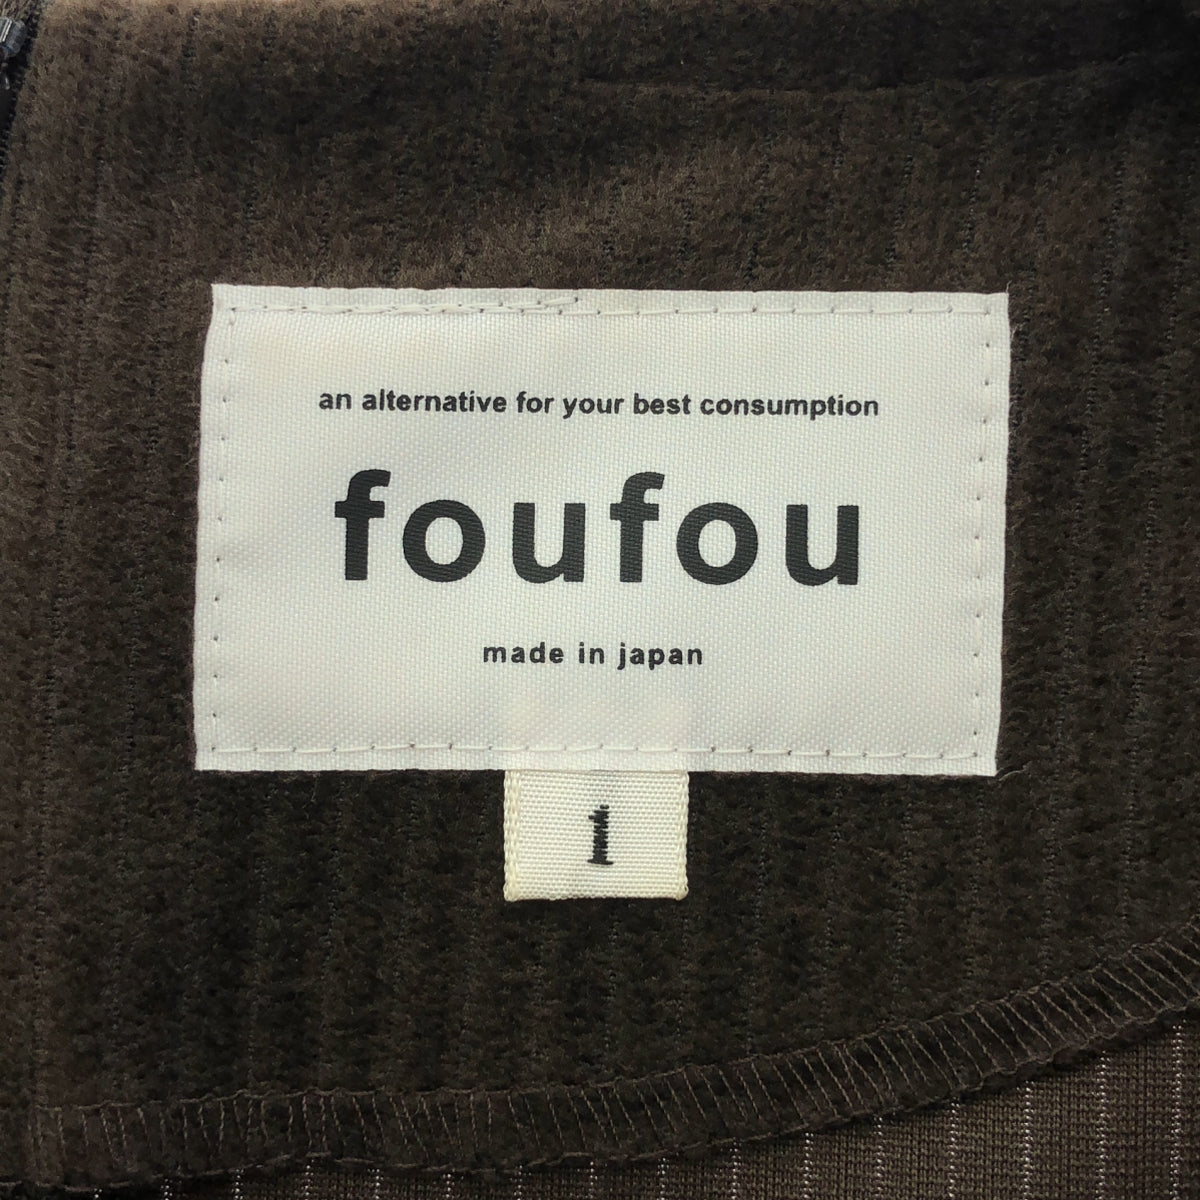 an alternative for your best consumption
foufou
made in japan
1